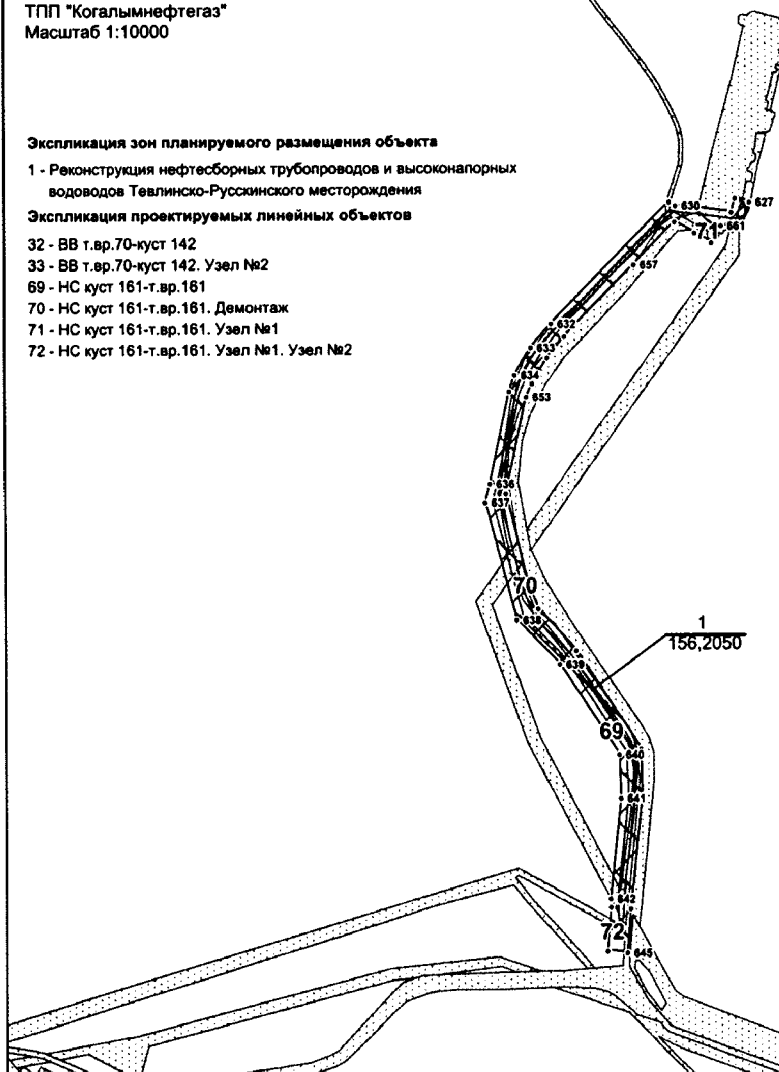 ТПП "Когалымнефтегаз"
Масштаб 1:10000
Экспликация зон планируемого размещения объекта
1 - Реконструкция нефтесборных трубопроводов и высоконапорных
водоводов Тевлинско-Русскинского месторождения
Экспликация проектируемых линейных объектов
32 - ВВ т.вр.70-куст 142
33 - ВВ т.вр.70-куст 142. Узел №2
69 - НС куст 161-т.вр.161
70 - НС куст 161-т.вр.161. Демонтаж
71 - НС куст 161-т.вр.161. Узел №1
72 - НС куст 161-т.вр.161. Узел №1. Узел №2
630
627
71
661
657
632
633
634
653
636
637
70
638
1
156,2050
639
69
640
641
642
72
645